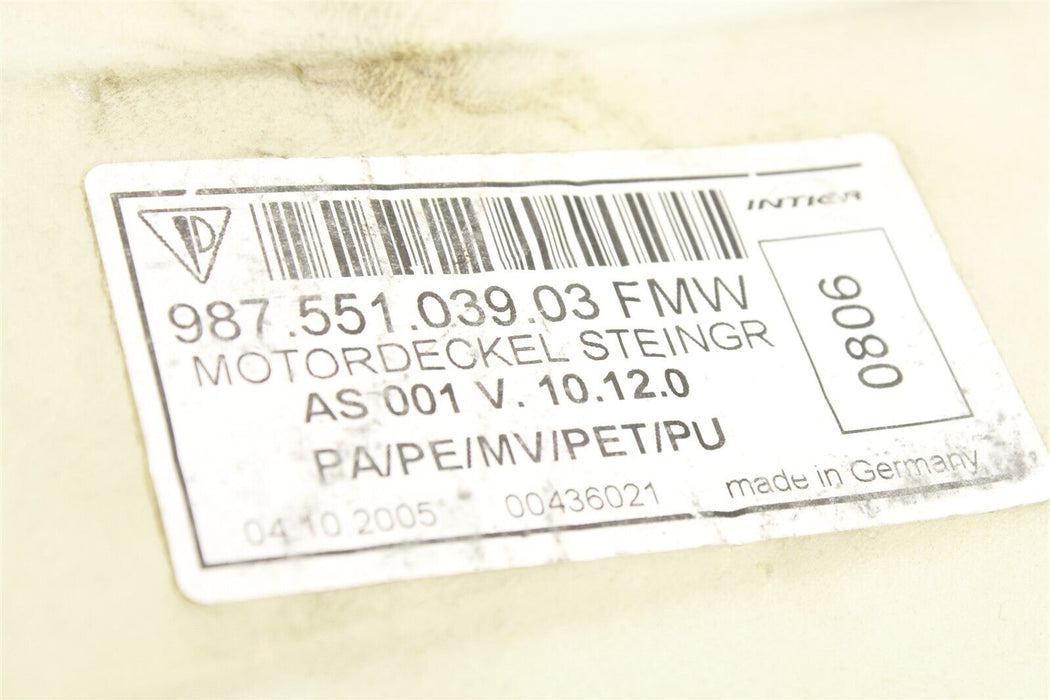 INTIER
987.551.039.03 FMW
MOTORDECKEL STEINGR
AS 001 V. 10.12.0
PA/PE/MV/PET/PU
04.10 2005 00436021 made in Germany
0806